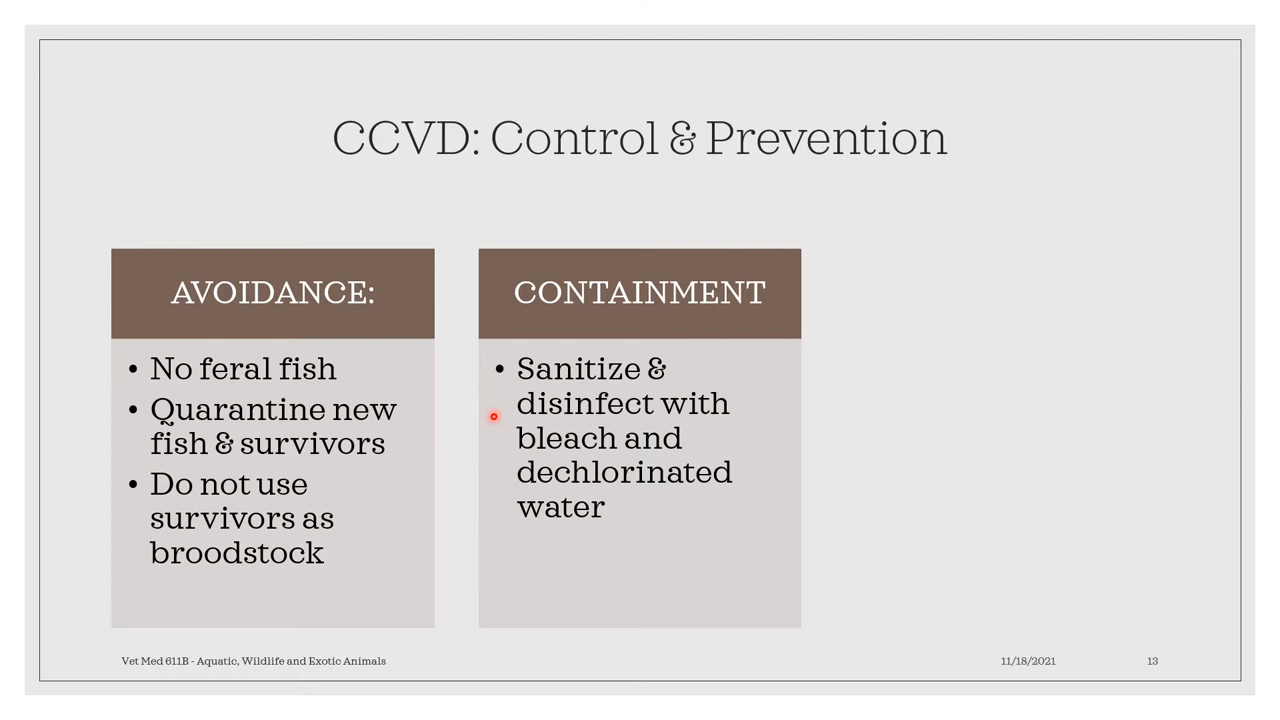 CCVD: Control & Prevention
AVOIDANCE:
• No feral fish
• Quarantine new
fish & survivors
• Do not use
survivors as
broodstock
CONTAINMENT
• Sanitize &
disinfect with
bleach and
dechlorinated
water
Vet Med 611B - Aquatic, Wildlife and Exotic Animals
11/18/2021
13